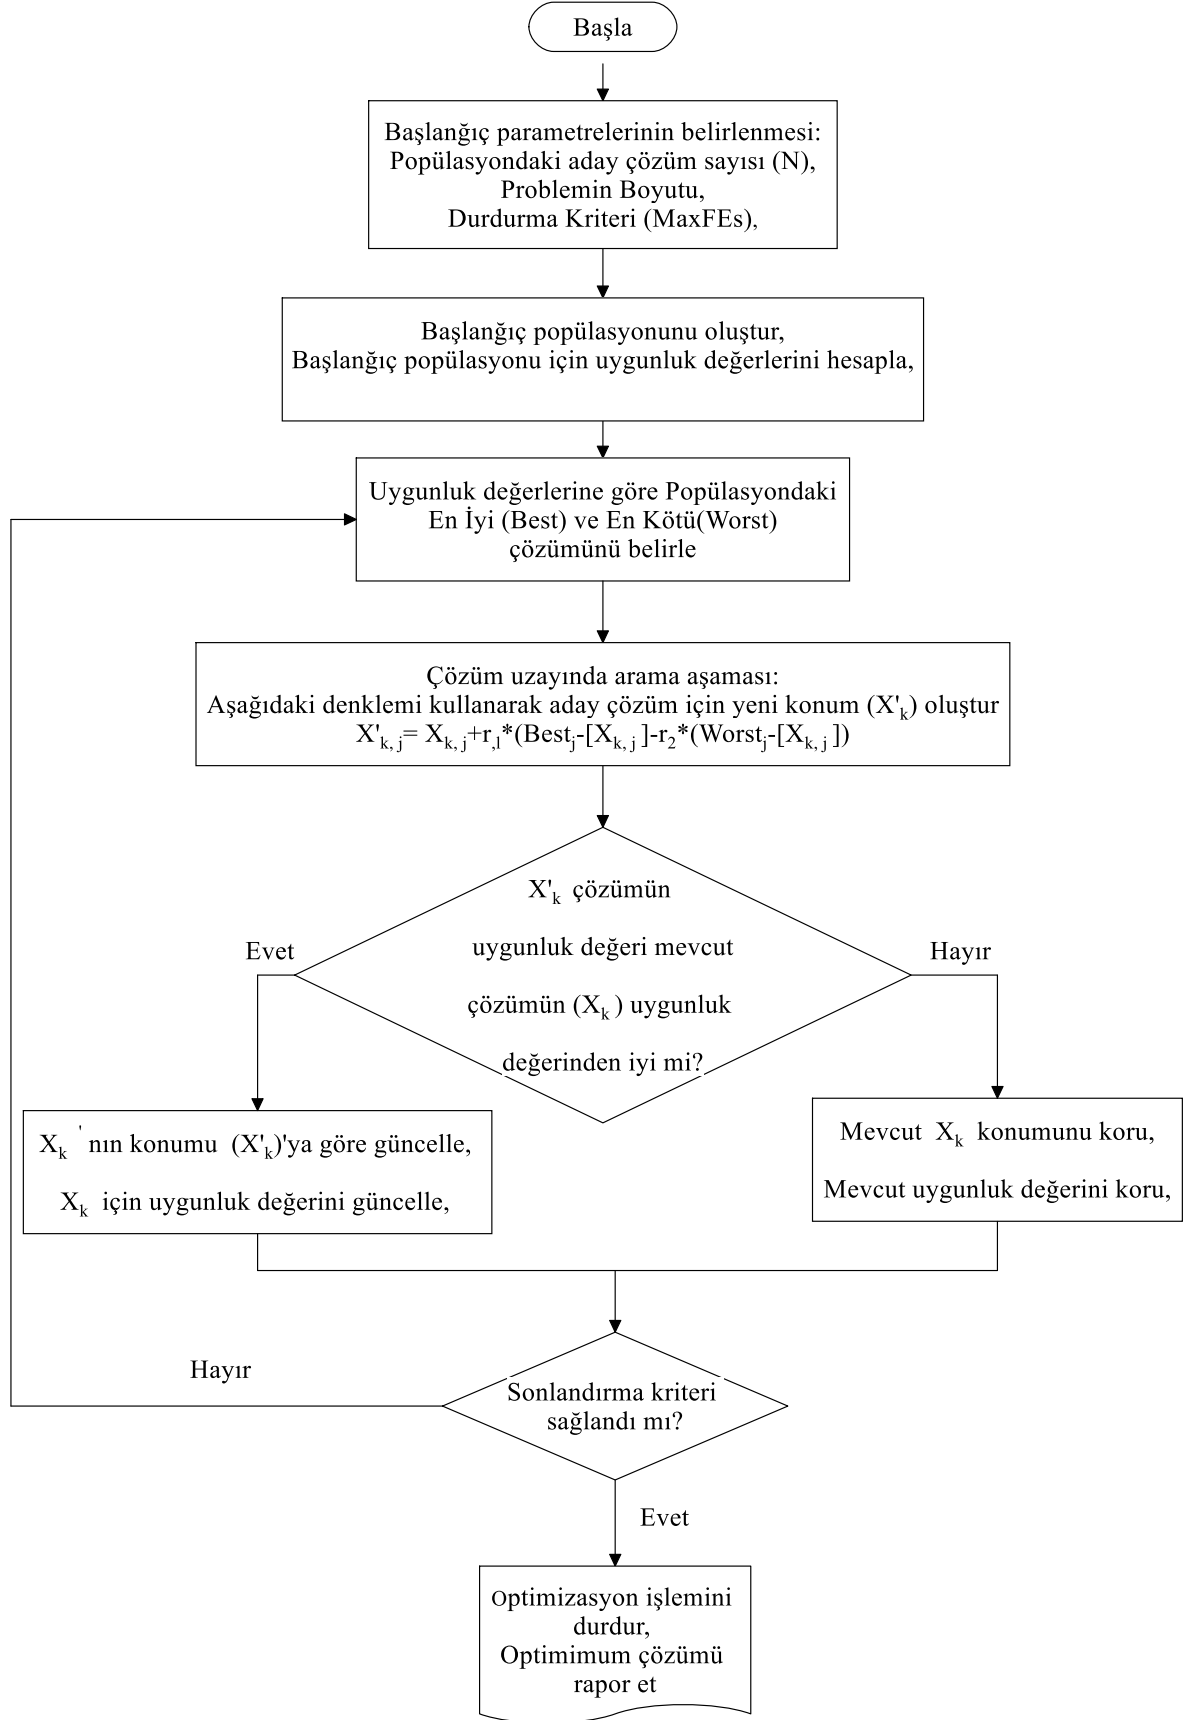 Başla
Başlanğıç parametrelerinin belirlenmesi:
Popülasyondaki aday çözüm sayısı (N),
Problemin Boyutu,
Durdurma Kriteri (MaxFEs),
Başlanğıç popülasyonunu oluştur,
Başlanğıç popülasyonu için uygunluk değerlerini hesapla,
Uygunluk değerlerine göre Popülasyondaki
En İyi (Best) ve En Kötü(Worst)
çözümünü belirle
Çözüm uzayında arama aşaması:
Aşağıdaki denklemi kullanarak aday çözüm için yeni konum (X'k) oluştur
X'k, j= Xk, j+r,1*(Bestj-[Xk, j ]-r2*(Worstj-[Xk, j ])
X'k çözümün
uygunluk değeri mevcut
çözümün (Xk ) uygunluk
değerinden iyi mi?
Evet
Hayır
Xk ' nın konumu (X'k)'ya göre güncelle,
Xk için uygunluk değerini güncelle,
Mevcut Xk konumunu koru,
Mevcut uygunluk değerini koru,
Sonlandırma kriteri
sağlandı mı?
Hayır
Evet
Optimizasyon işlemini
durdur,
Optimimum çözümü
rapor et